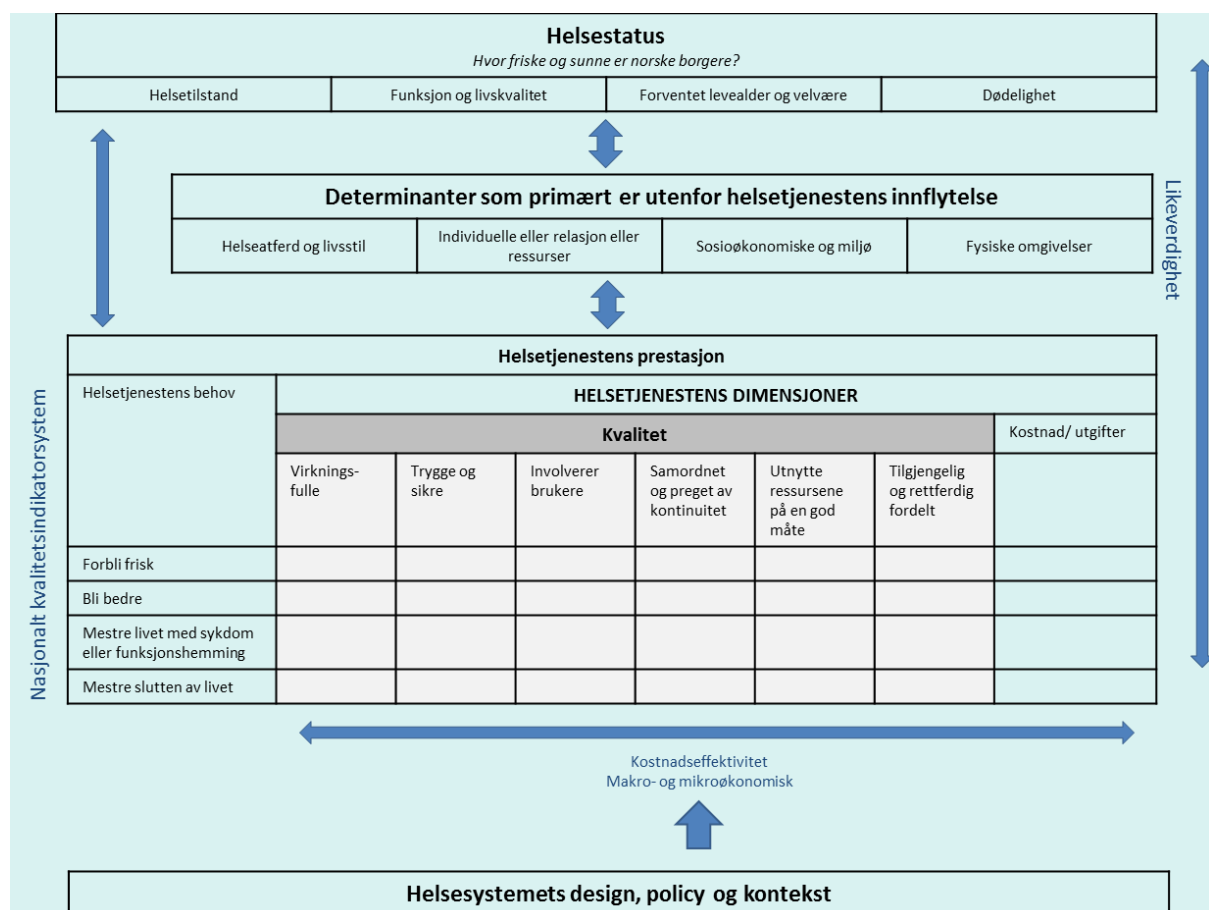 Helsestatus
Hvor friske og sunne er norske borgere?
Helsetilstand
Funksjon og livskvalitet
Forventet levealder og velvære
Dødelighet
Determinanter som primært er utenfor helsetjenestens innflytelse
Helseatferd og livsstil
Individuelle eller relasjon eller
ressurser
Sosioøkonomiske og miljø
Fysiske omgivelser
Likeverdighet
Nasjonalt kvalitetsindikatorsystem
Helsetjenestens prestasjon
Helsetjenestens behov
HELSETJENESTENS DIMENSJONER
Kvalitet
Kostnad/ utgifter
Virknings-
fulle
Trygge og
sikre
Involverer
brukere
Samordnet
og preget av
kontinuitet
Utnytte
ressursene
på en god
måte
Tilgjengelig
og rettferdig
fordelt
Forbli frisk
Bli bedre
Mestre livet med sykdom
eller funksjonshemming
Mestre slutten av livet
Kostnadseffektivitet
Makro- og mikroøkonomisk
Helsesystemets design, policy og kontekst